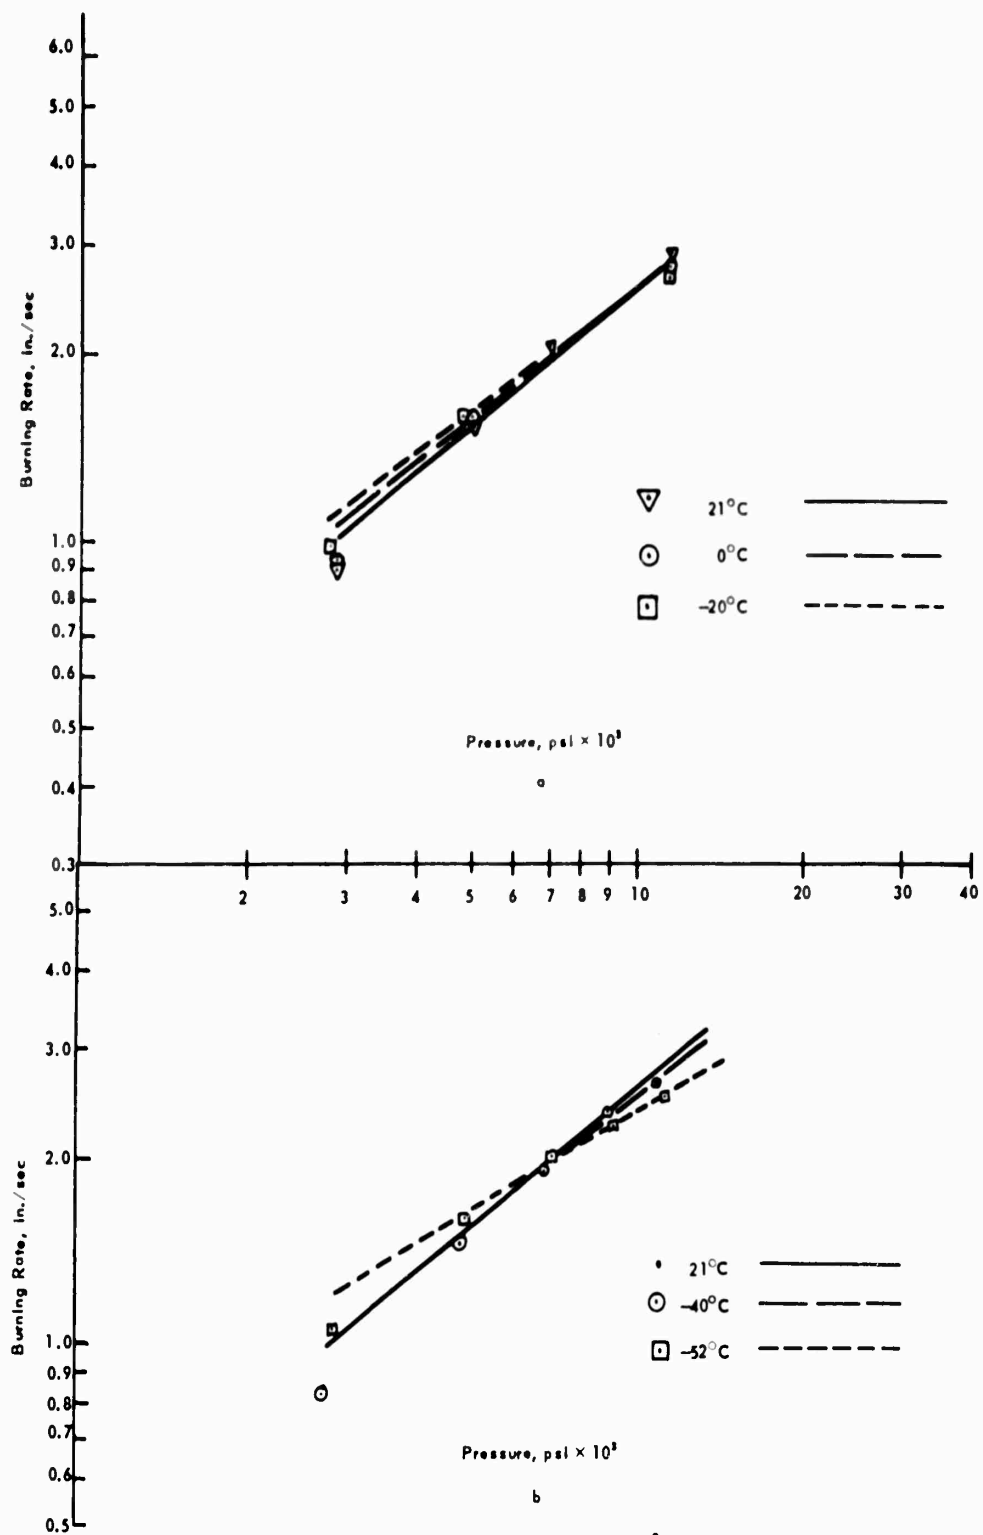 6.0
5.0
4.0
3.0
2.0
1.0
0.9
0.8
0.7
0.6
0.5
0.4
0.3
Burning Rate, in./sec
21°C
0°C
−20°C
Pressure, psi × 10³
a
2 3 4 5 6 7 8 9 10 20 30 40
5.0
4.0
3.0
2.0
1.0
0.9
0.8
0.7
0.6
0.5
Burning Rate, in./sec
21°C
−40°C
−52°C
Pressure, psi × 10³
b